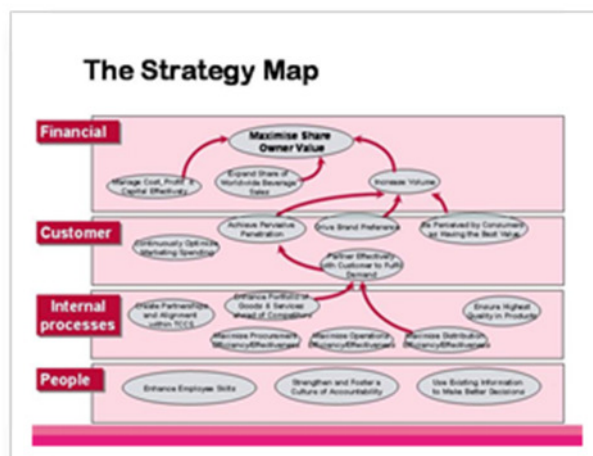 The Strategy Map
Financial
Maximise Share
Owner Value
Manage Cost, Profit &
Capital Effectively
Expand Share of
Worldwide Beverage
Sales
Increase Volume
Customer
Achieve Pervasive
Penetration
Drive Brand Preference
Be Perceived by Consumers
as Having the Best Value
Continuously Optimize
Marketing Spending
Partner Effectively
with Customer to Fulfil
Demand
Internal
processes
Create Partnerships
and Alignment
within TCCS
Enhance Portfolio of
Goods & Services
ahead of Competitors
Ensure Highest
Quality in Products
Maximise Procurement
Efficiency/Effectiveness
Maximise Operational
Efficiency/Effectiveness
Maximise Distribution
Efficiency/Effectiveness
People
Enhance Employee Skills
Strengthen and Foster a
Culture of Accountability
Use Existing Information
to Make Better Decisions